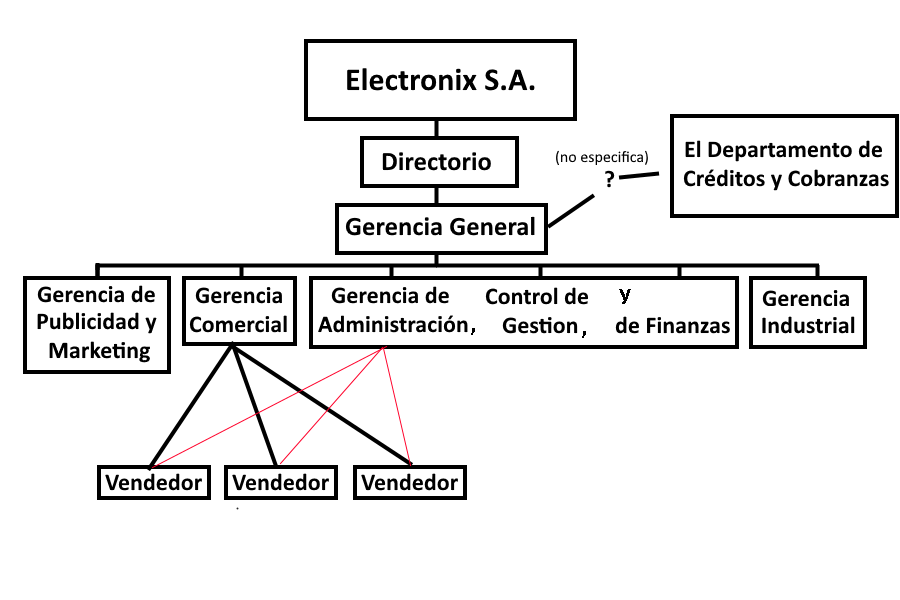 Electronix S.A.
Directorio
(no especifica)
?
El Departamento de
Créditos y Cobranzas
Gerencia General
Gerencia de
Publicidad y
Marketing
Gerencia
Comercial
Gerencia de
Administración,
Control de
Gestion,
y
de Finanzas
Gerencia
Industrial
Vendedor
Vendedor
Vendedor